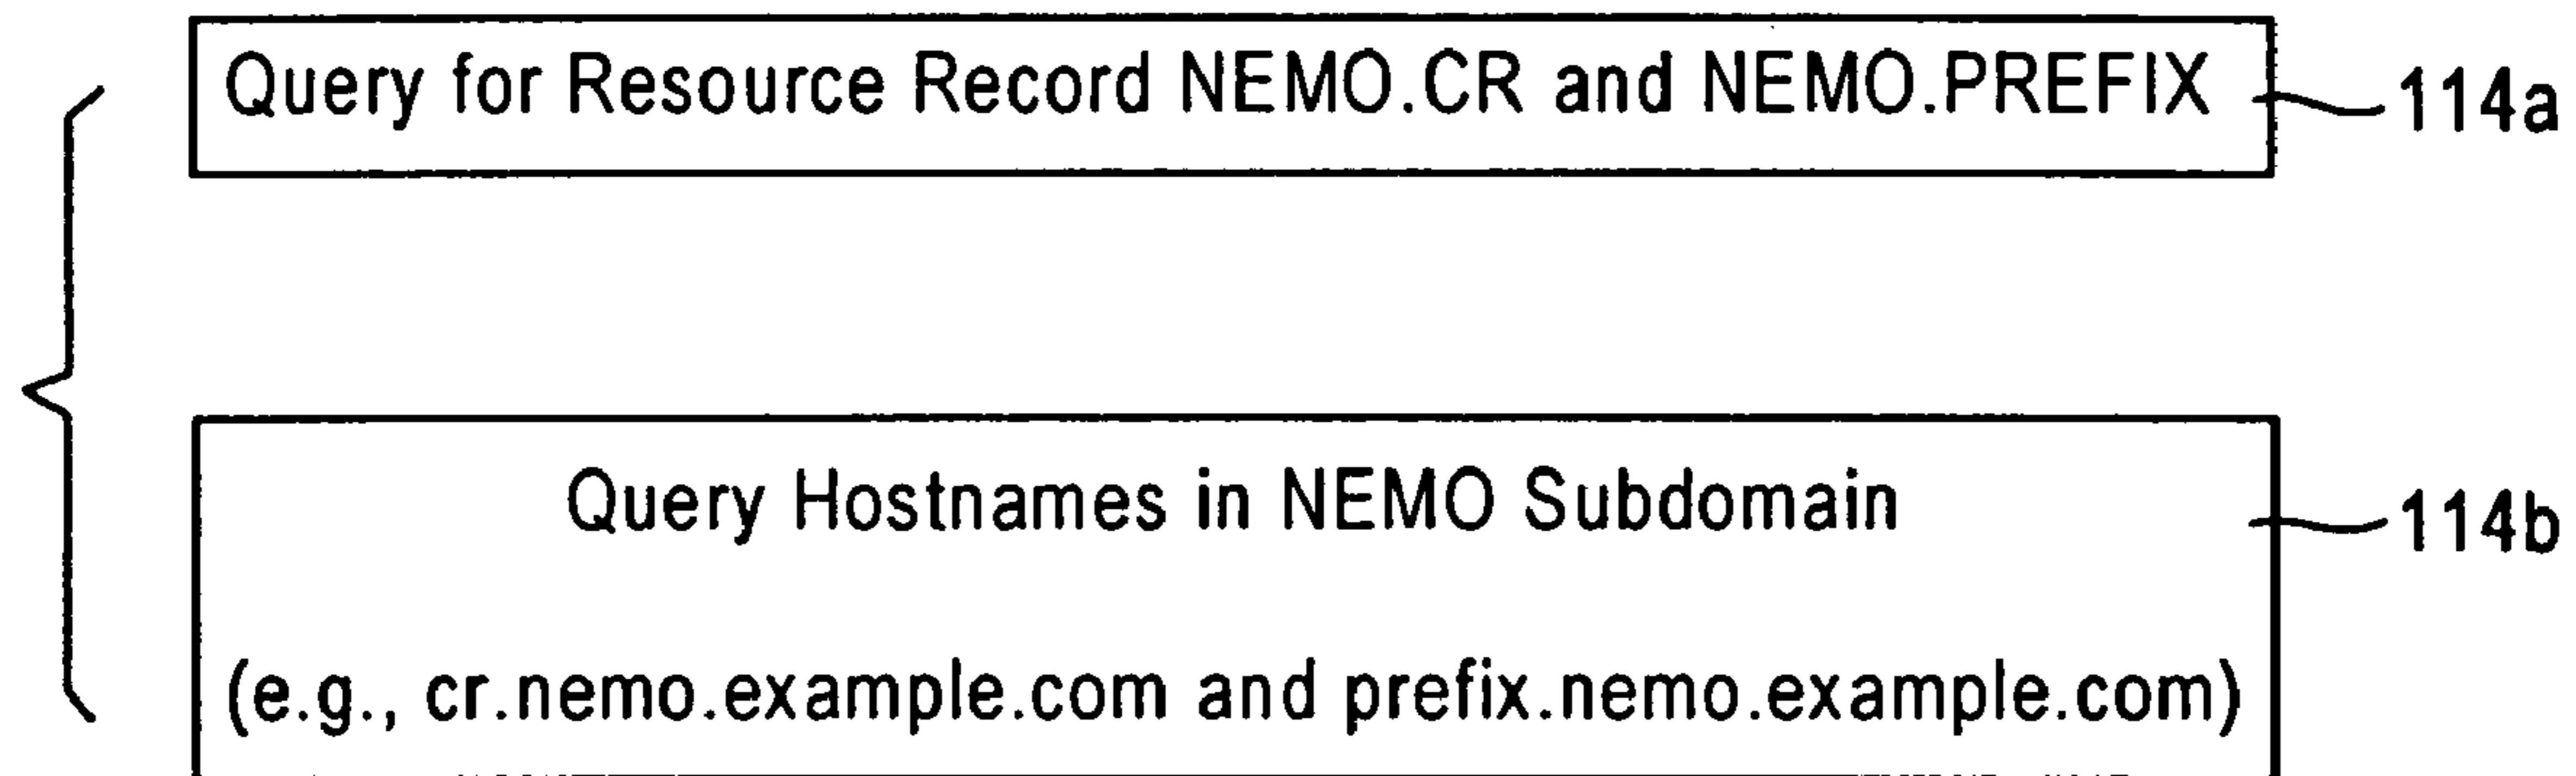 Query for Resource Record NEMO.CR and NEMO.PREFIX
114a
Query Hostnames in NEMO Subdomain
114b
(e.g., cr.nemo.example.com and prefix.nemo.example.com)